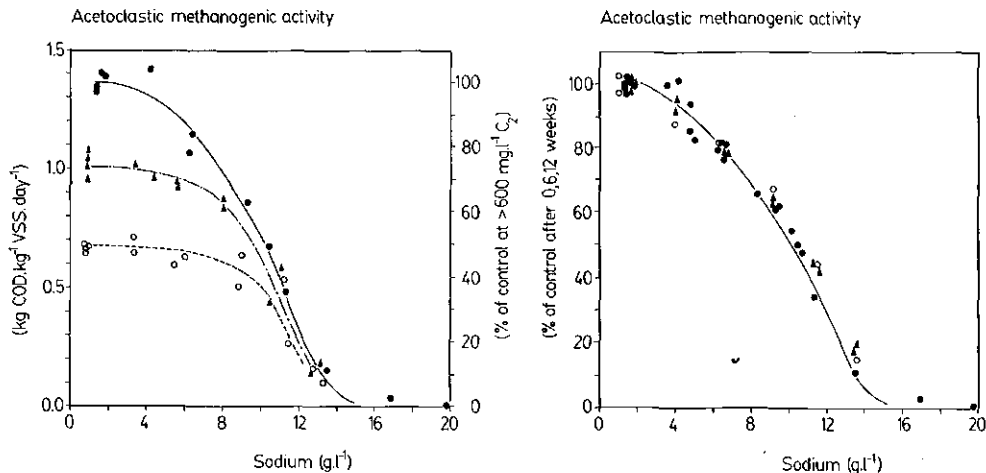 Acetoclastic methanogenic activity
(kg COD.kg⁻¹ VSS.day⁻¹)
1.5
1.0
0.5
0.0
100
80
60
40
20
0
(% of control at >600 mg.l⁻¹ C₂)
0 4 8 12 16 20
Sodium (g.l⁻¹)
Acetoclastic methanogenic activity
(% of control after 0,6,12 weeks)
100
80
60
40
20
0
0 4 8 12 16 20
Sodium (g.l⁻¹)